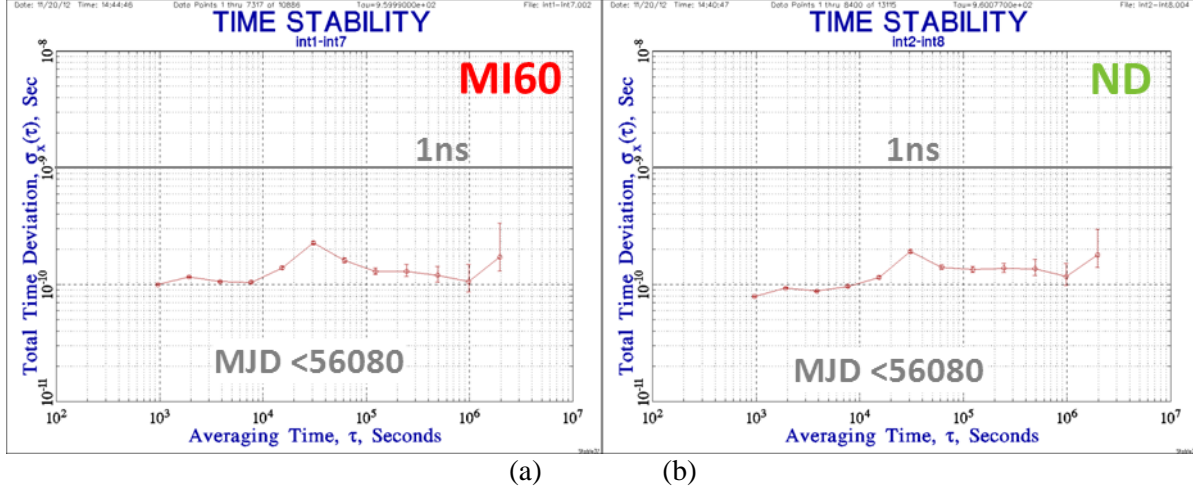 Date: 11/20/12 Time: 14:44:46 Data Points 1 thru 7317 of 10886 Tau=9.5999000e+02 File: Int1-Int7.002
TIME STABILITY
int1-int7
MI60
1ns
MJD <56080
Total Time Deviation, σx(τ), Sec
10⁻⁸
10⁻⁹
10⁻¹⁰
10⁻¹¹
10² 10³ 10⁴ 10⁵ 10⁶ 10⁷
Averaging Time, τ, Seconds
Date: 11/20/12 Time: 14:40:47 Data Points 1 thru 8400 of 13115 Tau=9.6007700e+02 File: Int2-Int8.004
TIME STABILITY
int2-int8
ND
1ns
MJD <56080
Total Time Deviation, σx(τ), Sec
10⁻⁸
10⁻⁹
10⁻¹⁰
10⁻¹¹
10² 10³ 10⁴ 10⁵ 10⁶ 10⁷
Averaging Time, τ, Seconds
(a) (b)